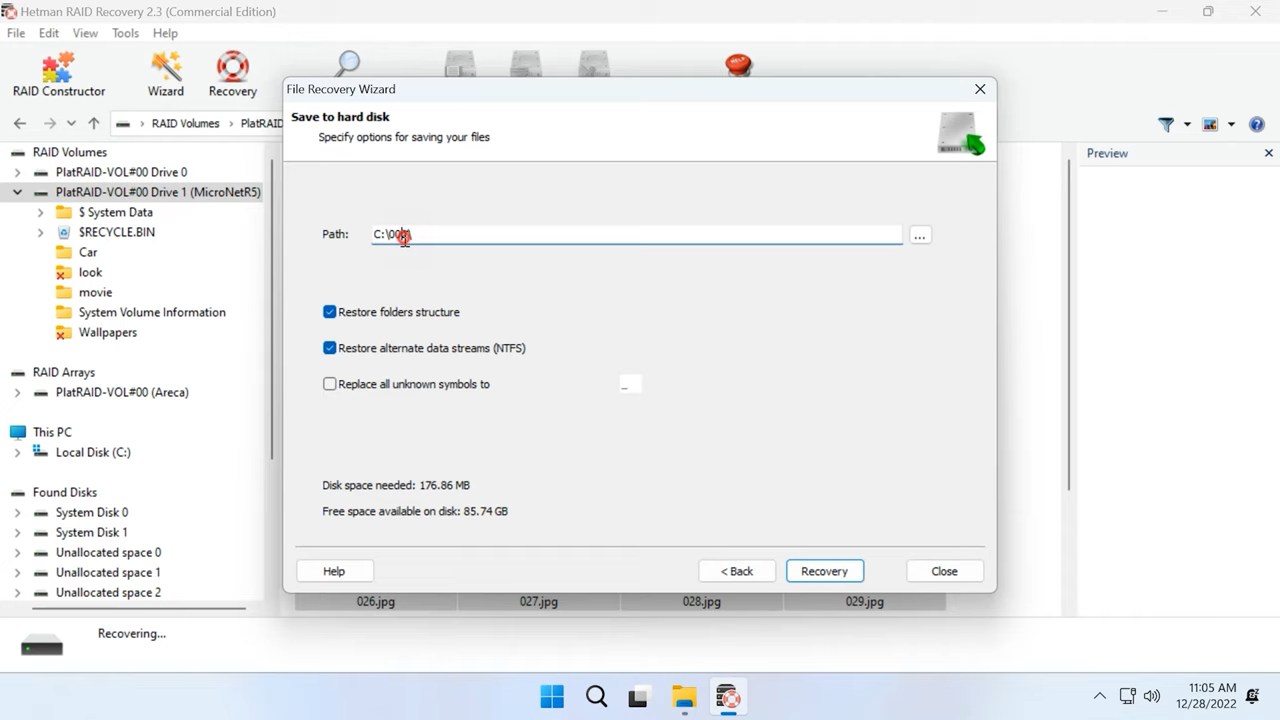 Hetman RAID Recovery 2.3 (Commercial Edition)
File Edit View Tools Help
RAID Constructor Wizard Recovery
RAID Volumes PlatRAID
RAID Volumes
PlatRAID-VOL#00 Drive 0
PlatRAID-VOL#00 Drive 1 (MicroNetR5)
$ System Data
$RECYCLE.BIN
Car
look
movie
System Volume Information
Wallpapers
RAID Arrays
PlatRAID-VOL#00 (Areca)
This PC
Local Disk (C:)
Found Disks
System Disk 0
System Disk 1
Unallocated space 0
Unallocated space 1
Unallocated space 2
File Recovery Wizard
Save to hard disk
Specify options for saving your files
Path:
...
Restore folders structure
Restore alternate data streams (NTFS)
Replace all unknown symbols to _
Disk space needed: 176.86 MB
Free space available on disk: 85.74 GB
Help < Back Recovery Close
026.jpg 027.jpg 028.jpg 029.jpg
Preview
Recovering...
11:05 AM
12/28/2022